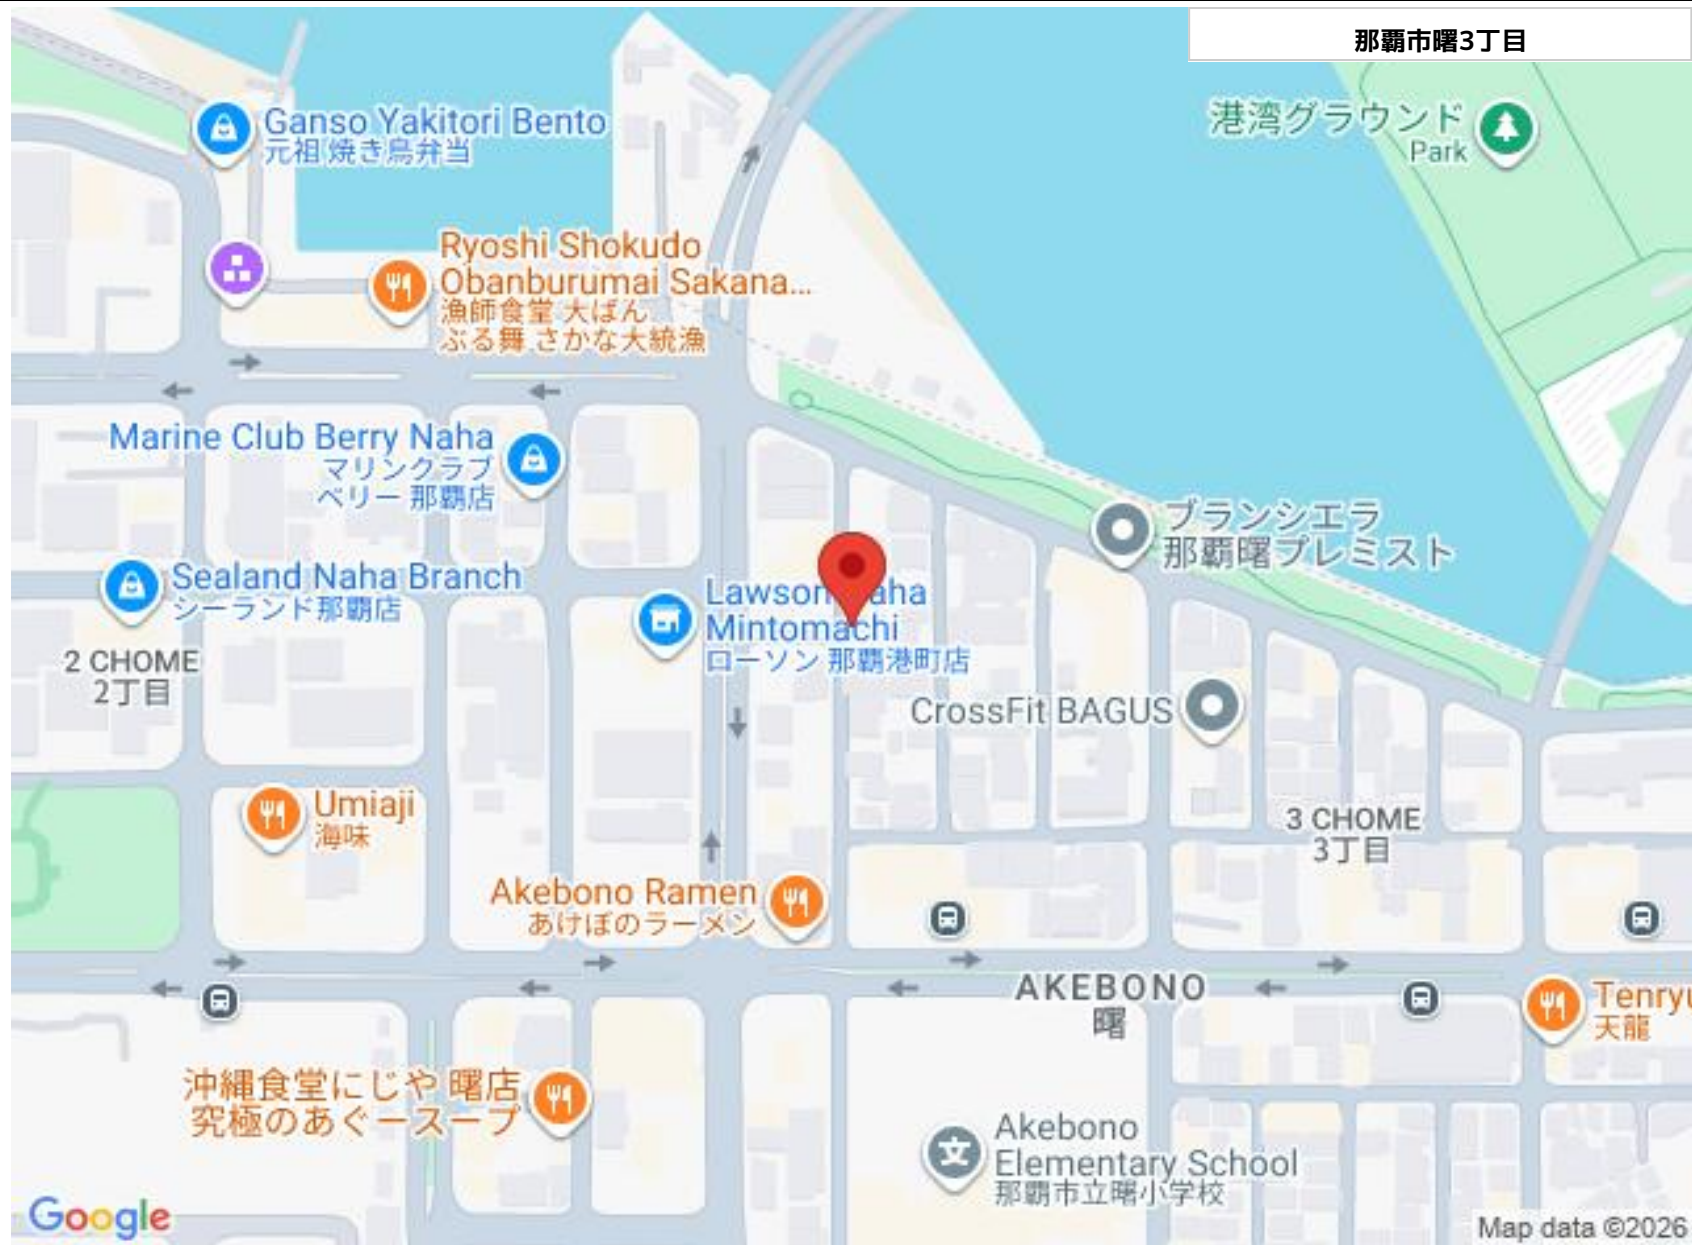 那覇市曙3丁目
Ganso Yakitori Bento
元祖 焼き鳥弁当
港湾グラウンド
Park
Ryoshi Shokudo
Obanburumai Sakana...
漁師食堂 大ばん
ぶる舞 さかな大統漁
Marine Club Berry Naha
マリンクラブ
ベリー 那覇店
ブランシエラ
那覇曙プレミスト
Sealand Naha Branch
シーランド那覇店
Lawson Naha
Mintomachi
ローソン 那覇港町店
2 CHOME
2丁目
CrossFit BAGUS
Umiaji
海味
3 CHOME
3丁目
Akebono Ramen
あけぼのラーメン
AKEBONO
曙
Tenryu
天龍
沖縄食堂にじや 曙店
究極のあぐースープ
Akebono
Elementary School
那覇市立曙小学校
文
Google
Map data ©2026